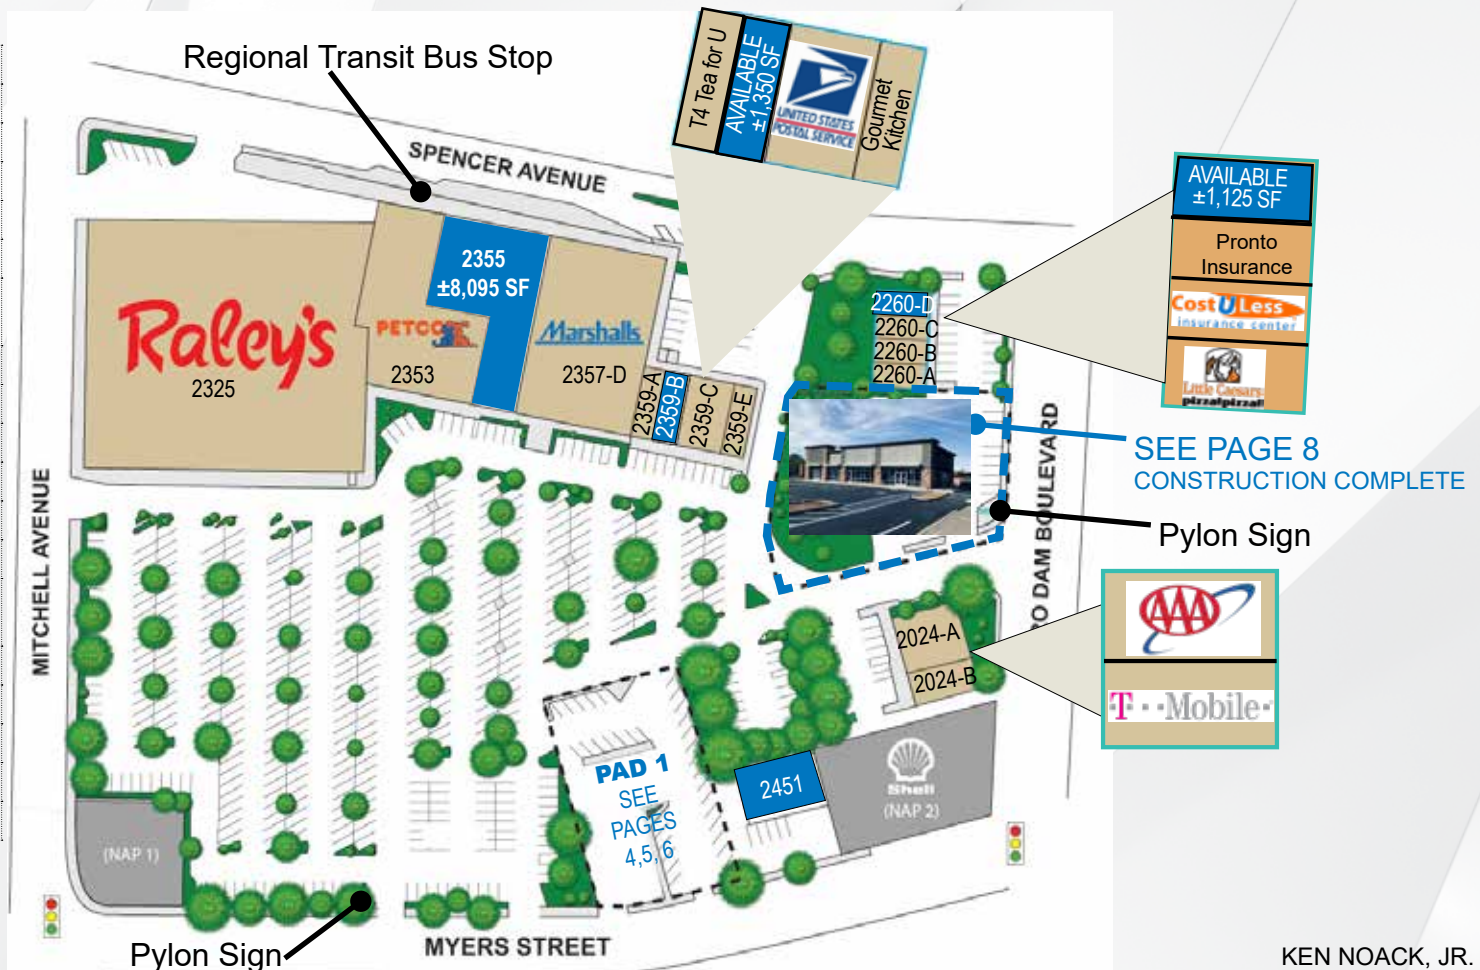 Regional Transit Bus Stop
SPENCER AVENUE
T4 Tea for U
AVAILABLE
±1,350 SF
UNITED STATES
POSTAL SERVICE
Gourmet
Kitchen
AVAILABLE
±1,125 SF
Pronto
Insurance
CostULess
insurance center
Little Caesars
pizza!pizza!
Raley's
2325
PETCO
2353
2355
±8,095 SF
Marshalls
2357-D
2359-A
2359-B
2359-C
2359-E
2260-D
2260-C
2260-B
2260-A
SEE PAGE 8
CONSTRUCTION COMPLETE
Pylon Sign
DAM BOULEVARD
MITCHELL AVENUE
2024-A
2024-B
AAA
T··Mobile·
PAD 1
SEE
PAGES
4,5, 6
2451
Shell
(NAP 2)
(NAP 1)
Pylon Sign
MYERS STREET
KEN NOACK, JR.